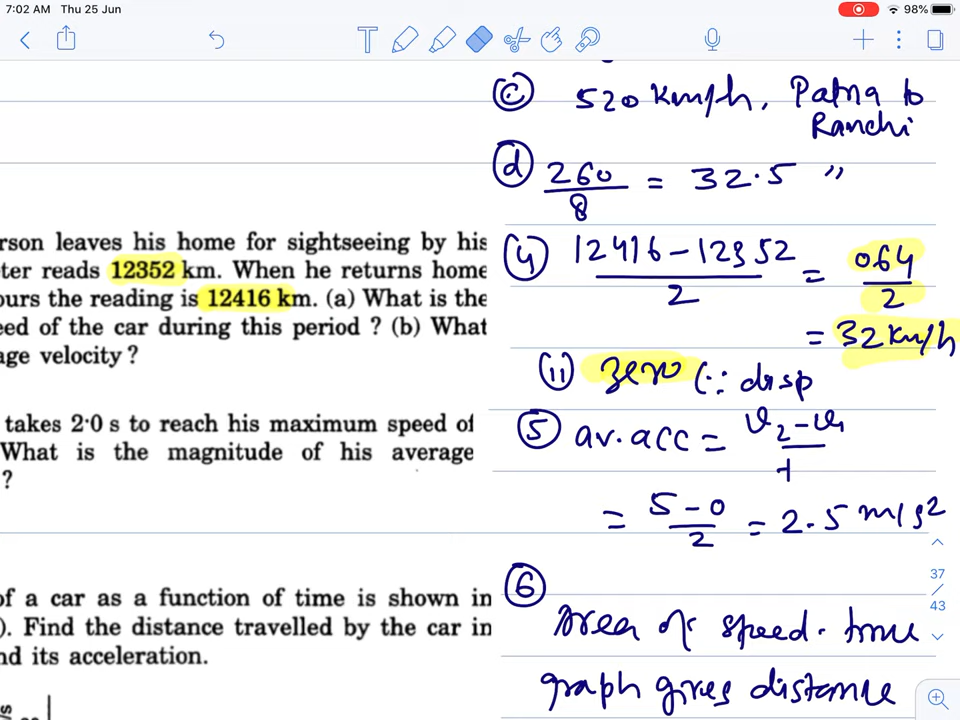 7:02 AM Thu 25 Jun
98%
T
(c) 520 Kmph, Patna to
Ranchi
(d) 260/8 = 32.5 "
rson leaves his home for sightseeing by his
ter reads 12352 km. When he returns home
ours the reading is 12416 km. (a) What is the
eed of the car during this period ? (b) What
age velocity ?
(4) 12416-12352/2 = 064/2
= 32 Km/h
(ii) zero (∵ disp
takes 2·0 s to reach his maximum speed of
What is the magnitude of his average
?
(5) av. acc = v2-v1/t
= 5-0/2 = 2.5 m/s2
37
/
43
of a car as a function of time is shown in
). Find the distance travelled by the car in
nd its acceleration.
(6)
Area of speed. time
graph gives distance